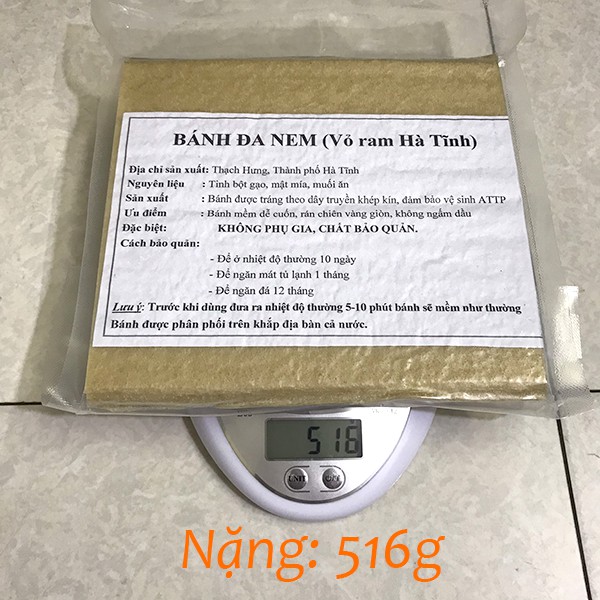 BÁNH ĐA NEM (Vỏ ram Hà Tĩnh)
Địa chỉ sản xuất: Thạch Hưng, Thành phố Hà Tĩnh
Nguyên liệu : Tinh bột gạo, mật mía, muối ăn
Sản xuất : Bánh được tráng theo dây truyền khép kín, đảm bảo vệ sinh ATTP
Ưu điểm : Bánh mềm dễ cuốn, rán chiên vàng giòn, không ngấm dầu
Đặc biệt: KHÔNG PHỤ GIA, CHẤT BẢO QUẢN.
Cách bảo quản:
- Để ở nhiệt độ thường 10 ngày
- Để ngăn mát tủ lạnh 1 tháng
- Để ngăn đá 12 tháng
Lưu ý: Trước khi dùng đưa ra nhiệt độ thường 5-10 phút bánh sẽ mềm như thường
Bánh được phân phối trên khắp địa bàn cả nước.
516
UNIT
Nặng: 516g